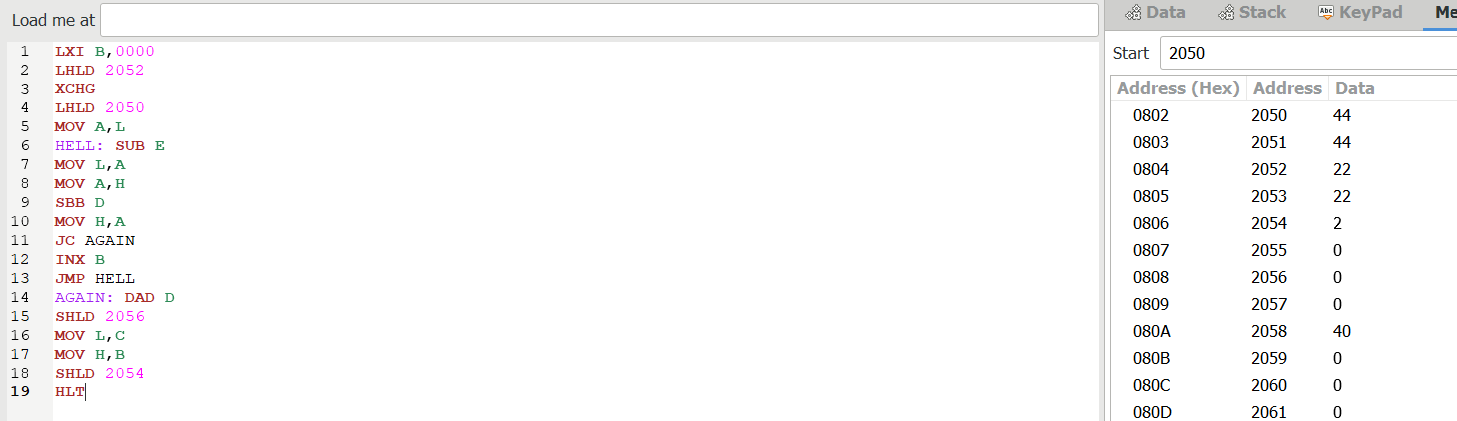 Load me at
1 LXI B,0000
2 LHLD 2052
3 XCHG
4 LHLD 2050
5 MOV A,L
6 HELL: SUB E
7 MOV L,A
8 MOV A,H
9 SBB D
10 MOV H,A
11 JC AGAIN
12 INX B
13 JMP HELL
14 AGAIN: DAD D
15 SHLD 2056
16 MOV L,C
17 MOV H,B
18 SHLD 2054
19 HLT
Data Stack Abc KeyPad Me
Start 2050
Address (Hex) Address Data
0802 2050 44
0803 2051 44
0804 2052 22
0805 2053 22
0806 2054 2
0807 2055 0
0808 2056 0
0809 2057 0
080A 2058 40
080B 2059 0
080C 2060 0
080D 2061 0